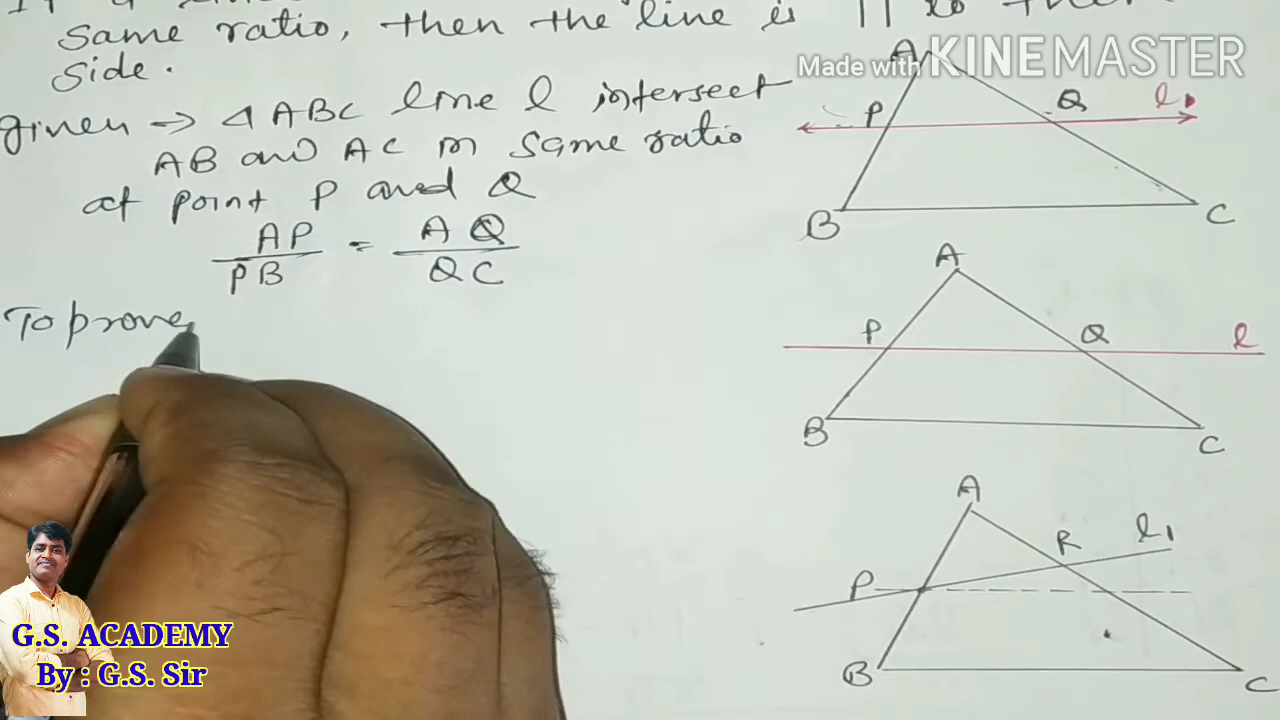 same ratio, then the line is || to
side.
given → △ ABC line l intersect
AB and AC in same ratio
at point P and Q
AP/PB = AQ/QC
To prove
Made with KINEMASTER
A
P Q l
B C
A
P Q l
B C
A
R l₁
P
B C
G.S. ACADEMY
By : G.S. Sir